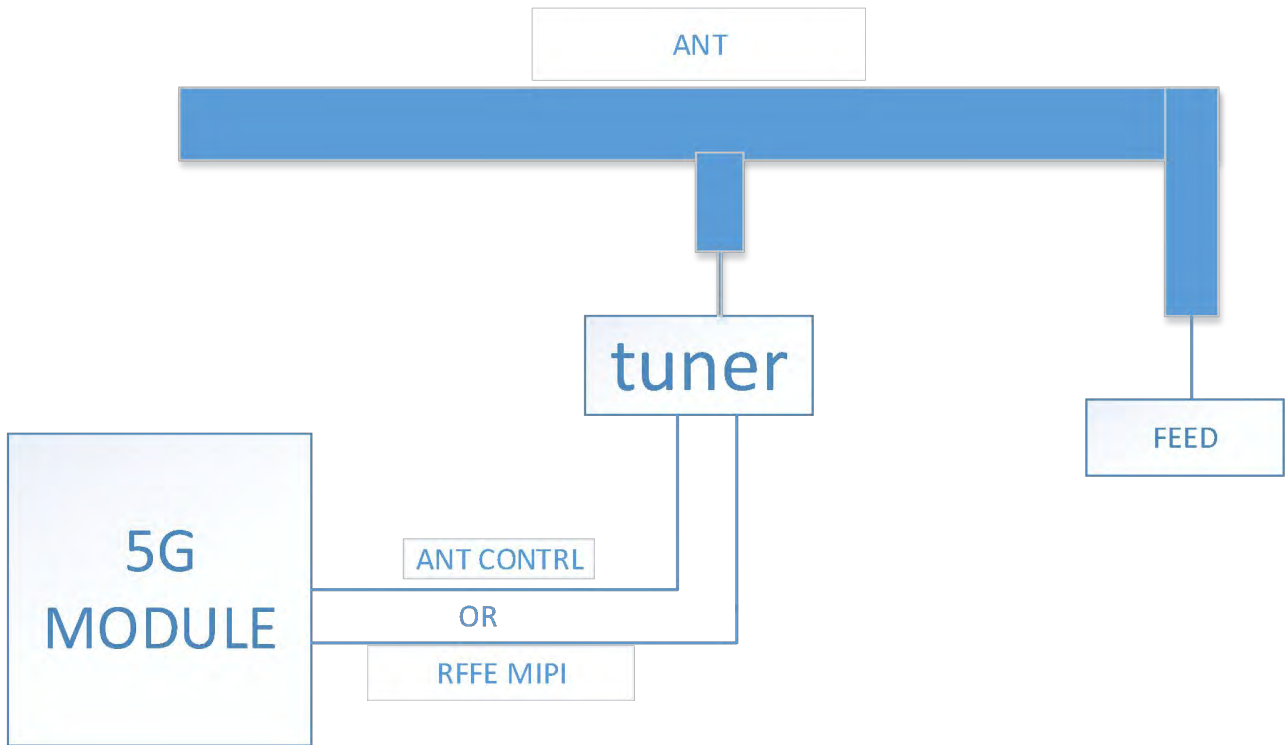 ANT
tuner
FEED
5G
MODULE
ANT CONTRL
OR
RFFE MIPI